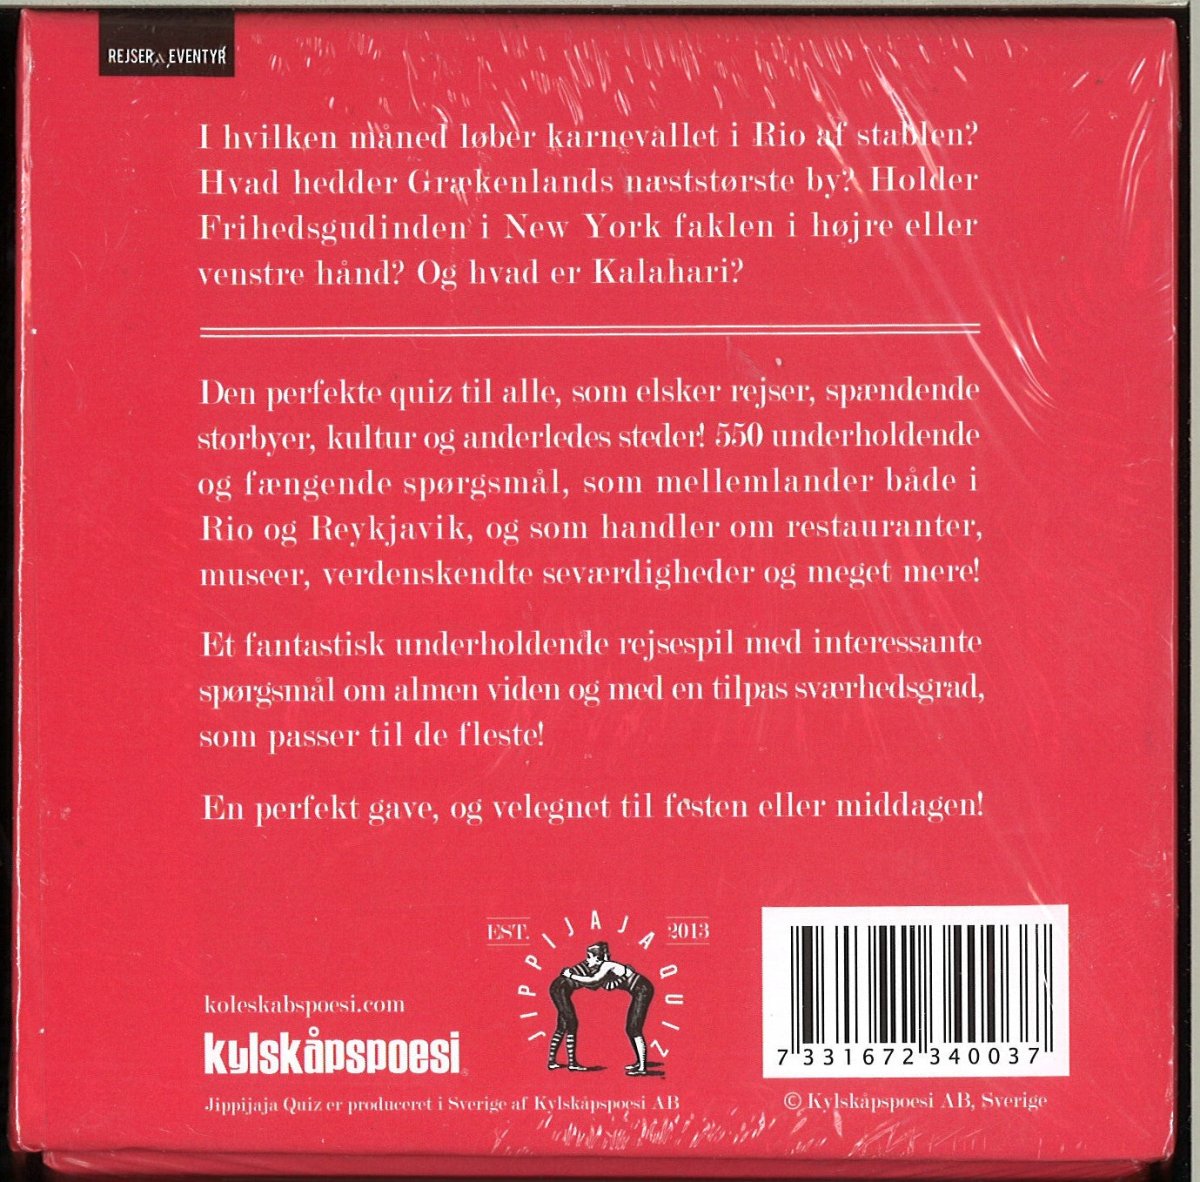 REJSER & EVENTYR
I hvilken måned løber karnevallet i Rio af stablen?
Hvad hedder Grækenlands næststørste by? Holder
Frihedsgudinden i New York faklen i højre eller
venstre hånd? Og hvad er Kalahari?
Den perfekte quiz til alle, som elsker rejser, spændende
storbyer, kultur og anderledes steder! 550 underholdende
og fængende spørgsmål, som mellemlander både i
Rio og Reykjavik, og som handler om restauranter,
museer, verdenskendte seværdigheder og meget mere!
Et fantastisk underholdende rejsespil med interessante
spørgsmål om almen viden og med en tilpas sværhedsgrad,
som passer til de fleste!
En perfekt gave, og velegnet til festen eller middagen!
EST. 2013
JIPPIJAJA QUIZ
koleskabspoesi.com
kylskåpspoesi
Jippijaja Quiz er produceret i Sverige af Kylskåpspoesi AB
7 331672 340037
© Kylskåpspoesi AB, Sverige